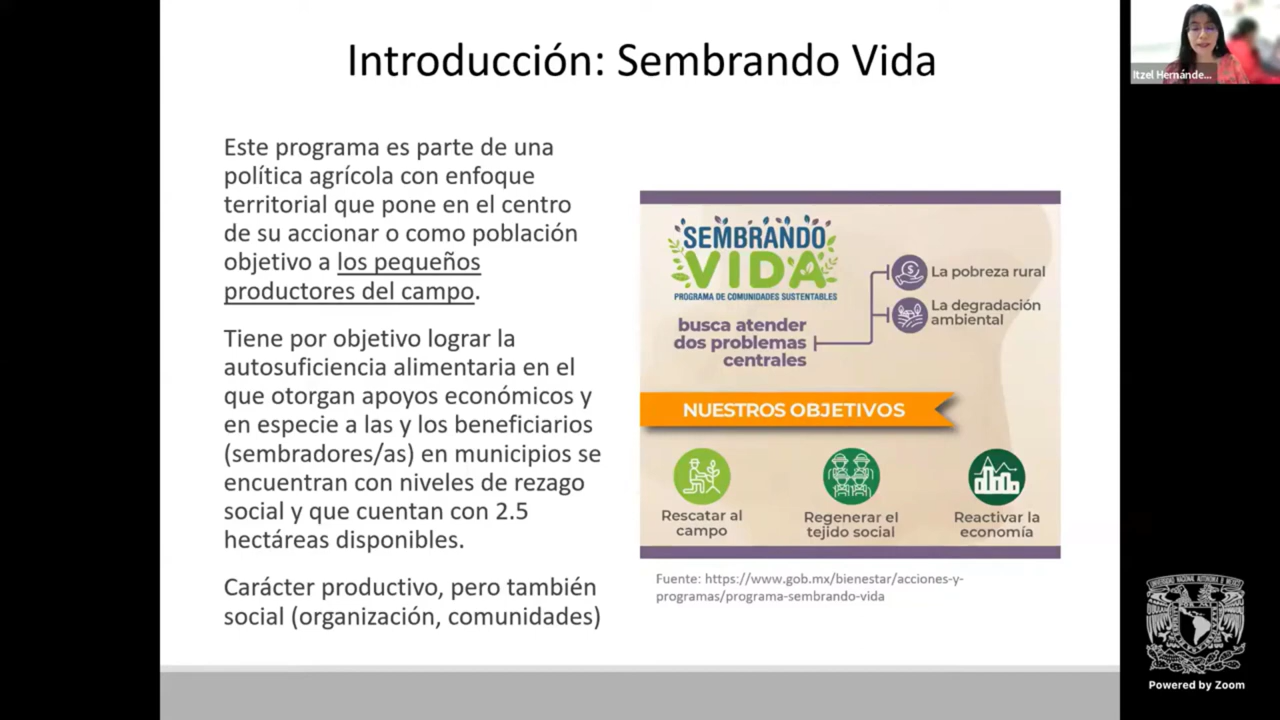 Introducción: Sembrando Vida
Este programa es parte de una
política agrícola con enfoque
territorial que pone en el centro
de su accionar o como población
objetivo a los pequeños
productores del campo.
Tiene por objetivo lograr la
autosuficiencia alimentaria en el
que otorgan apoyos económicos y
en especie a las y los beneficiarios
(sembradores/as) en municipios se
encuentran con niveles de rezago
social y que cuentan con 2.5
hectáreas disponibles.
Carácter productivo, pero también
social (organización, comunidades)
SEMBRANDO
VIDA
PROGRAMA DE COMUNIDADES SUSTENTABLES
busca atender
dos problemas
centrales
La pobreza rural
La degradación
ambiental
NUESTROS OBJETIVOS
Rescatar al
campo
Regenerar el
tejido social
Reactivar la
economía
Fuente: https://www.gob.mx/bienestar/acciones-y-
programas/programa-sembrando-vida
Itzel Hernánde...
Powered by Zoom